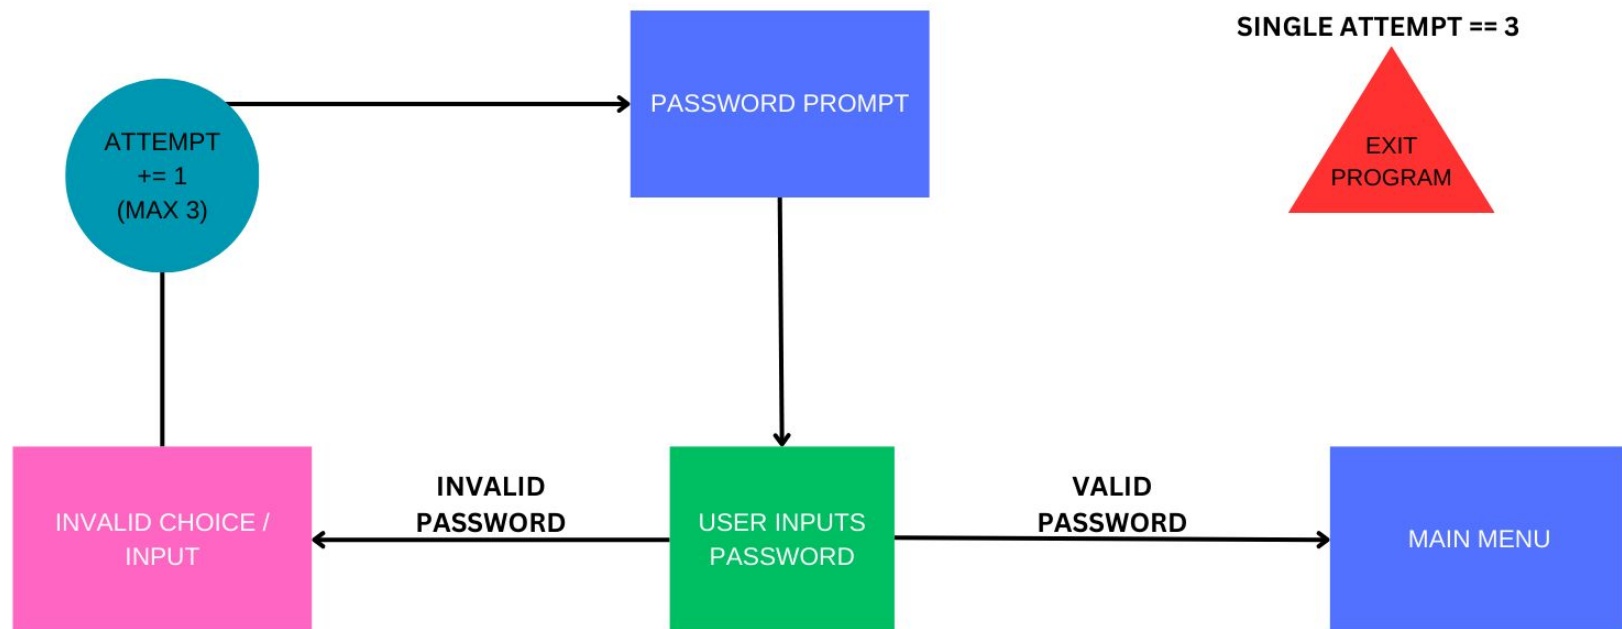 SINGLE ATTEMPT == 3
PASSWORD PROMPT
ATTEMPT
+= 1
(MAX 3)
EXIT
PROGRAM
INVALID
PASSWORD
VALID
PASSWORD
INVALID CHOICE /
INPUT
USER INPUTS
PASSWORD
MAIN MENU